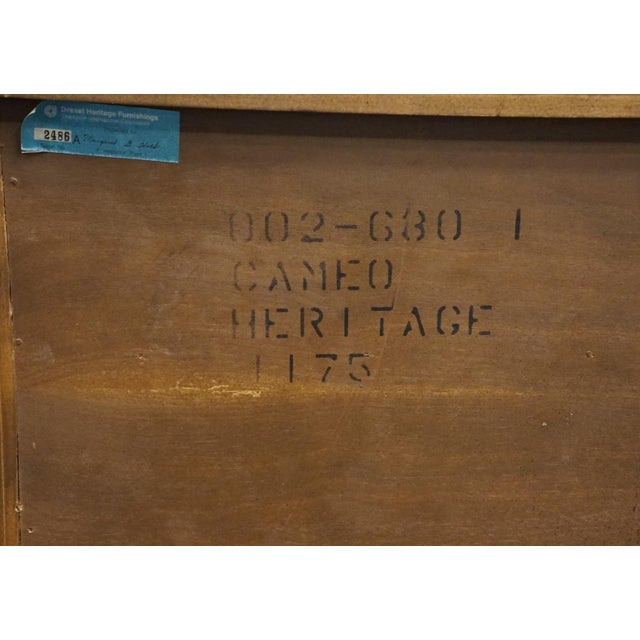 Drexel Heritage Furnishings
2486 A
002-680 1
CAMEO
HERITAGE
1175